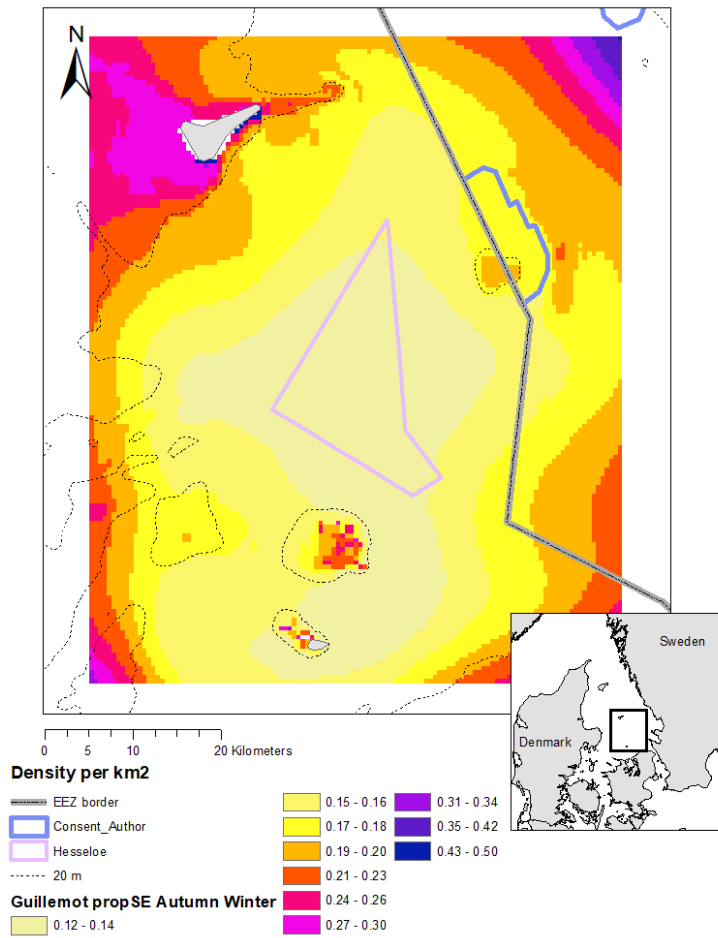 N
Sweden
Denmark
0 5 10 20 Kilometers
Density per km2
EEZ border
Consent_Author
Hesseloe
20 m
Guillemot propSE Autumn Winter
0.12 - 0.14
0.15 - 0.16
0.17 - 0.18
0.19 - 0.20
0.21 - 0.23
0.24 - 0.26
0.27 - 0.30
0.31 - 0.34
0.35 - 0.42
0.43 - 0.50